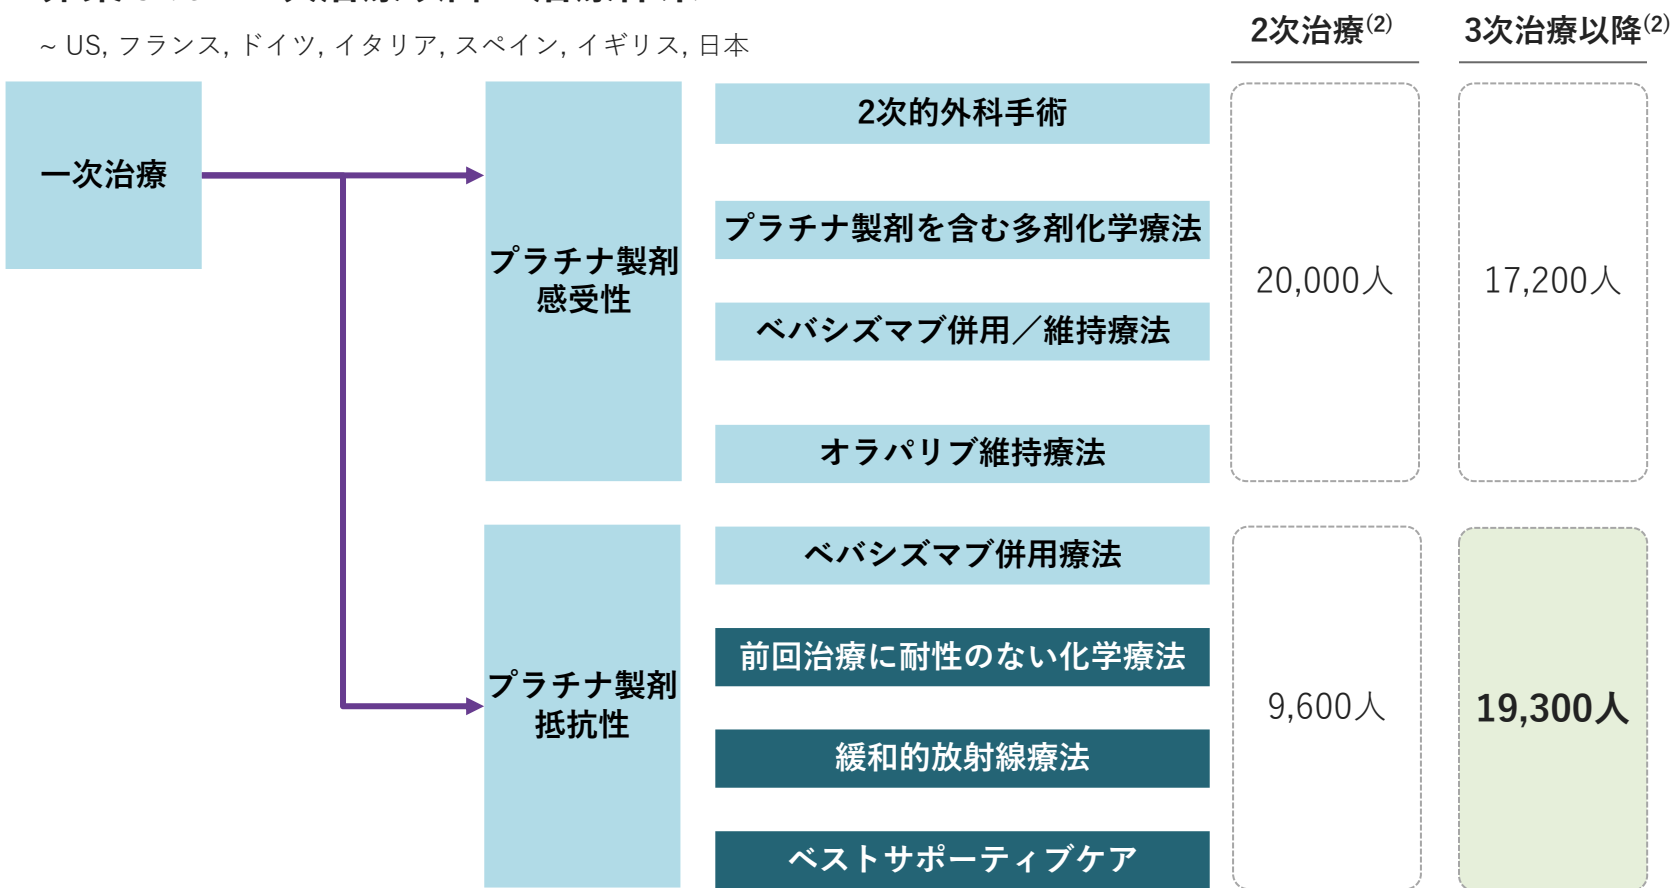 ~ US, フランス, ドイツ, イタリア, スペイン, イギリス, 日本
2次治療(2)
3次治療以降(2)
一次治療
プラチナ製剤
感受性
2次的外科手術
プラチナ製剤を含む多剤化学療法
ベバシズマブ併用／維持療法
オラパリブ維持療法
20,000人
17,200人
プラチナ製剤
抵抗性
ベバシズマブ併用療法
前回治療に耐性のない化学療法
緩和的放射線療法
ベストサポーティブケア
9,600人
19,300人